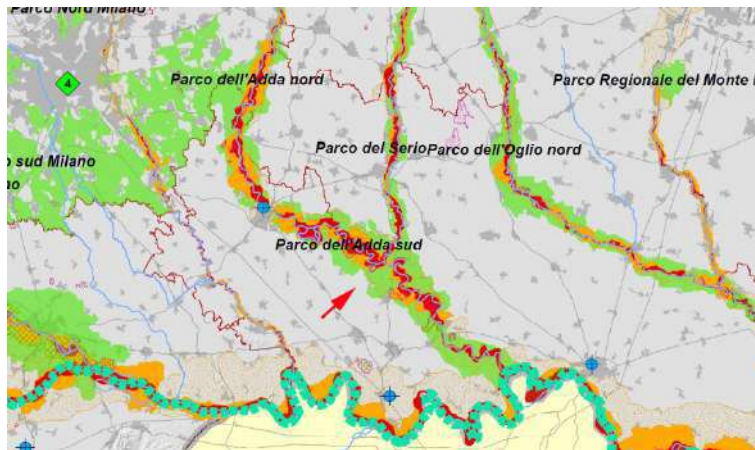 Parco Nord Milano
Parco dell'Adda nord
Parco Regionale del Monte
4
Parco del Serio
Parco dell'Oglio nord
o sud Milano
no
Parco dell'Adda sud